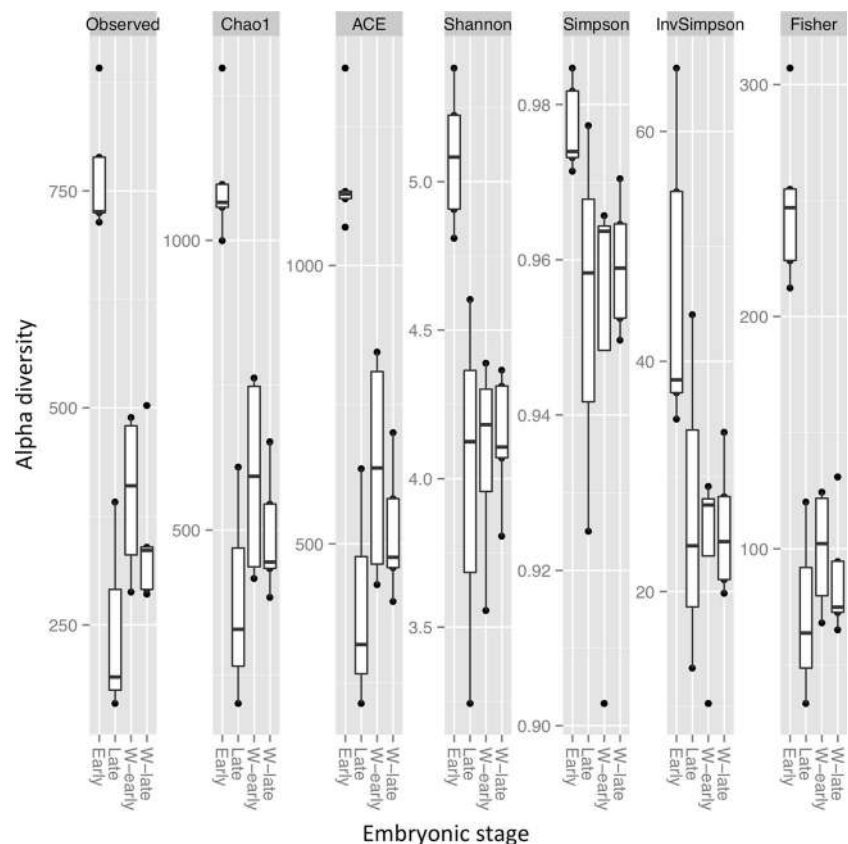 Observed Chao1 ACE Shannon Simpson InvSimpson Fisher
Alpha diversity
750
500
250
1000
500
1000
500
5.0
4.5
4.0
3.5
0.98
0.96
0.94
0.92
0.90
60
40
20
300
200
100
Early
Late
W–early
W–late
Early
Late
W–early
W–late
Early
Late
W–early
W–late
Early
Late
W–early
W–late
Early
Late
W–early
W–late
Early
Late
W–early
W–late
Early
Late
W–early
W–late
Embryonic stage